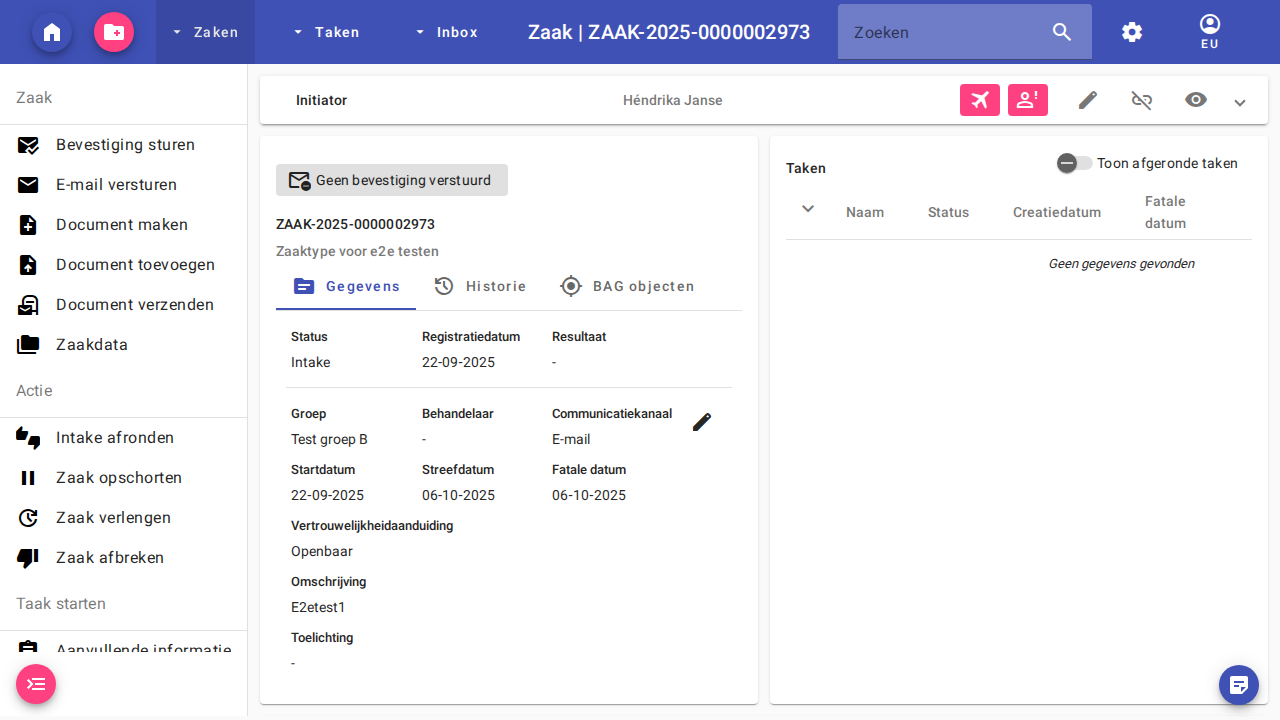 Zaken
Taken
Inbox
Zaak | ZAAK-2025-0000002973
Zoeken
EU
Zaak
Bevestiging sturen
E-mail versturen
Document maken
Document toevoegen
Document verzenden
Zaakdata
Actie
Intake afronden
Zaak opschorten
Zaak verlengen
Zaak afbreken
Taak starten
Aanvullende informatie
Initiator
Héndrika Janse
Geen bevestiging verstuurd
ZAAK-2025-0000002973
Zaaktype voor e2e testen
Gegevens
Historie
BAG objecten
Status
Registratiedatum
Resultaat
Intake
22-09-2025
-
Groep
Behandelaar
Communicatiekanaal
Test groep B
-
E-mail
Startdatum
Streefdatum
Fatale datum
22-09-2025
06-10-2025
06-10-2025
Vertrouwelijkheidaanduiding
Openbaar
Omschrijving
E2etest1
Toelichting
-
Taken
Toon afgeronde taken
Naam
Status
Creatiedatum
Fatale
datum
Geen gegevens gevonden